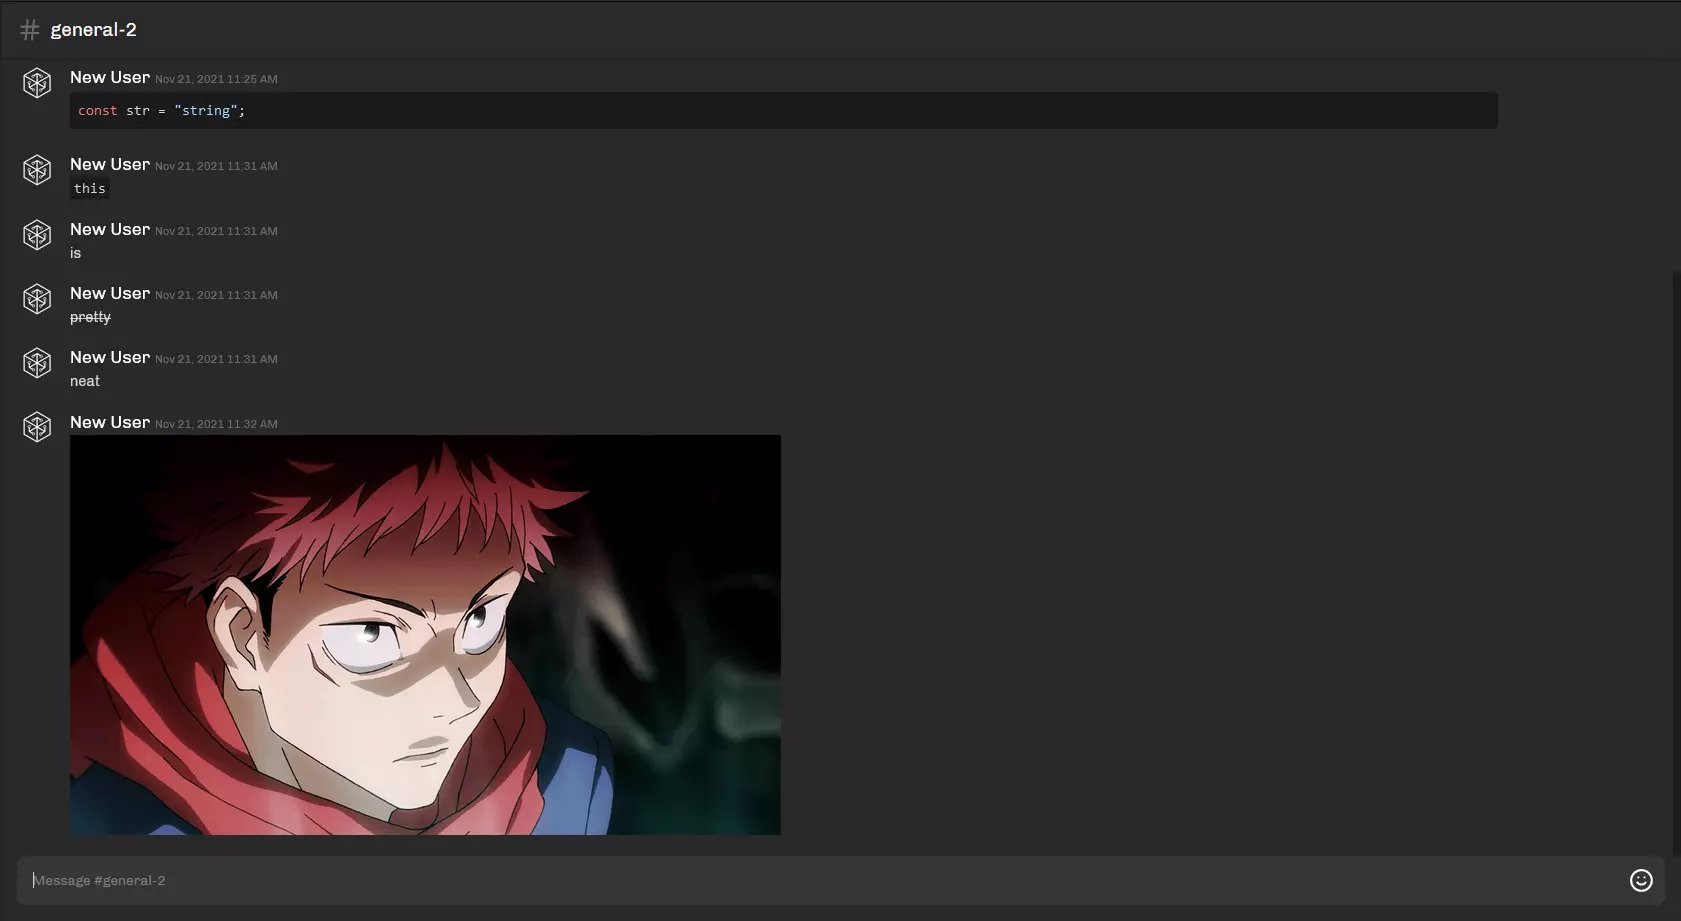 # general-2
New User Nov 21, 2021 11:25 AM
const str = "string";
New User Nov 21, 2021 11:31 AM
this
New User Nov 21, 2021 11:31 AM
is
New User Nov 21, 2021 11:31 AM
pretty
New User Nov 21, 2021 11:31 AM
neat
New User Nov 21, 2021 11:32 AM
Message #general-2